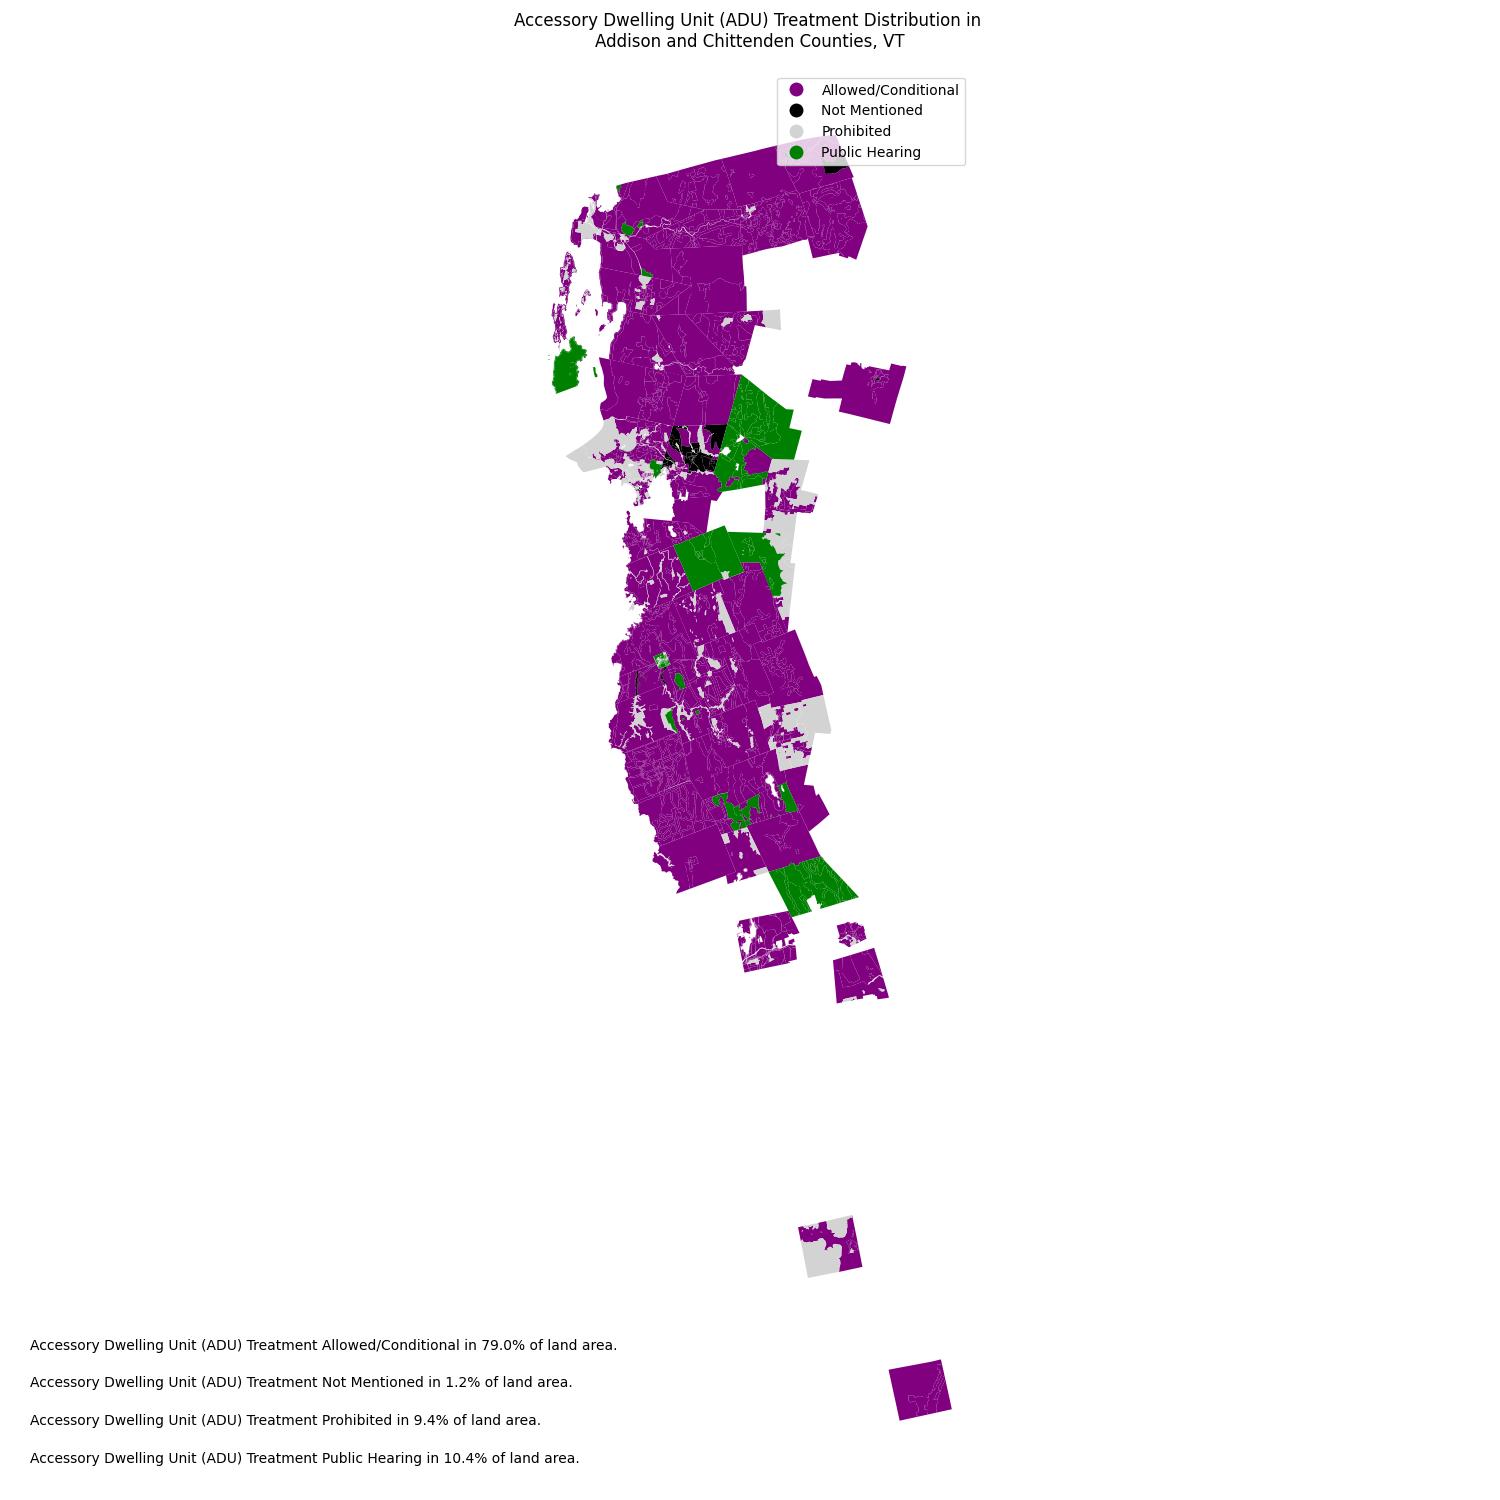 Accessory Dwelling Unit (ADU) Treatment Distribution in
Addison and Chittenden Counties, VT
Allowed/Conditional
Not Mentioned
Prohibited
Public Hearing
Accessory Dwelling Unit (ADU) Treatment Allowed/Conditional in 79.0% of land area.
Accessory Dwelling Unit (ADU) Treatment Not Mentioned in 1.2% of land area.
Accessory Dwelling Unit (ADU) Treatment Prohibited in 9.4% of land area.
Accessory Dwelling Unit (ADU) Treatment Public Hearing in 10.4% of land area.